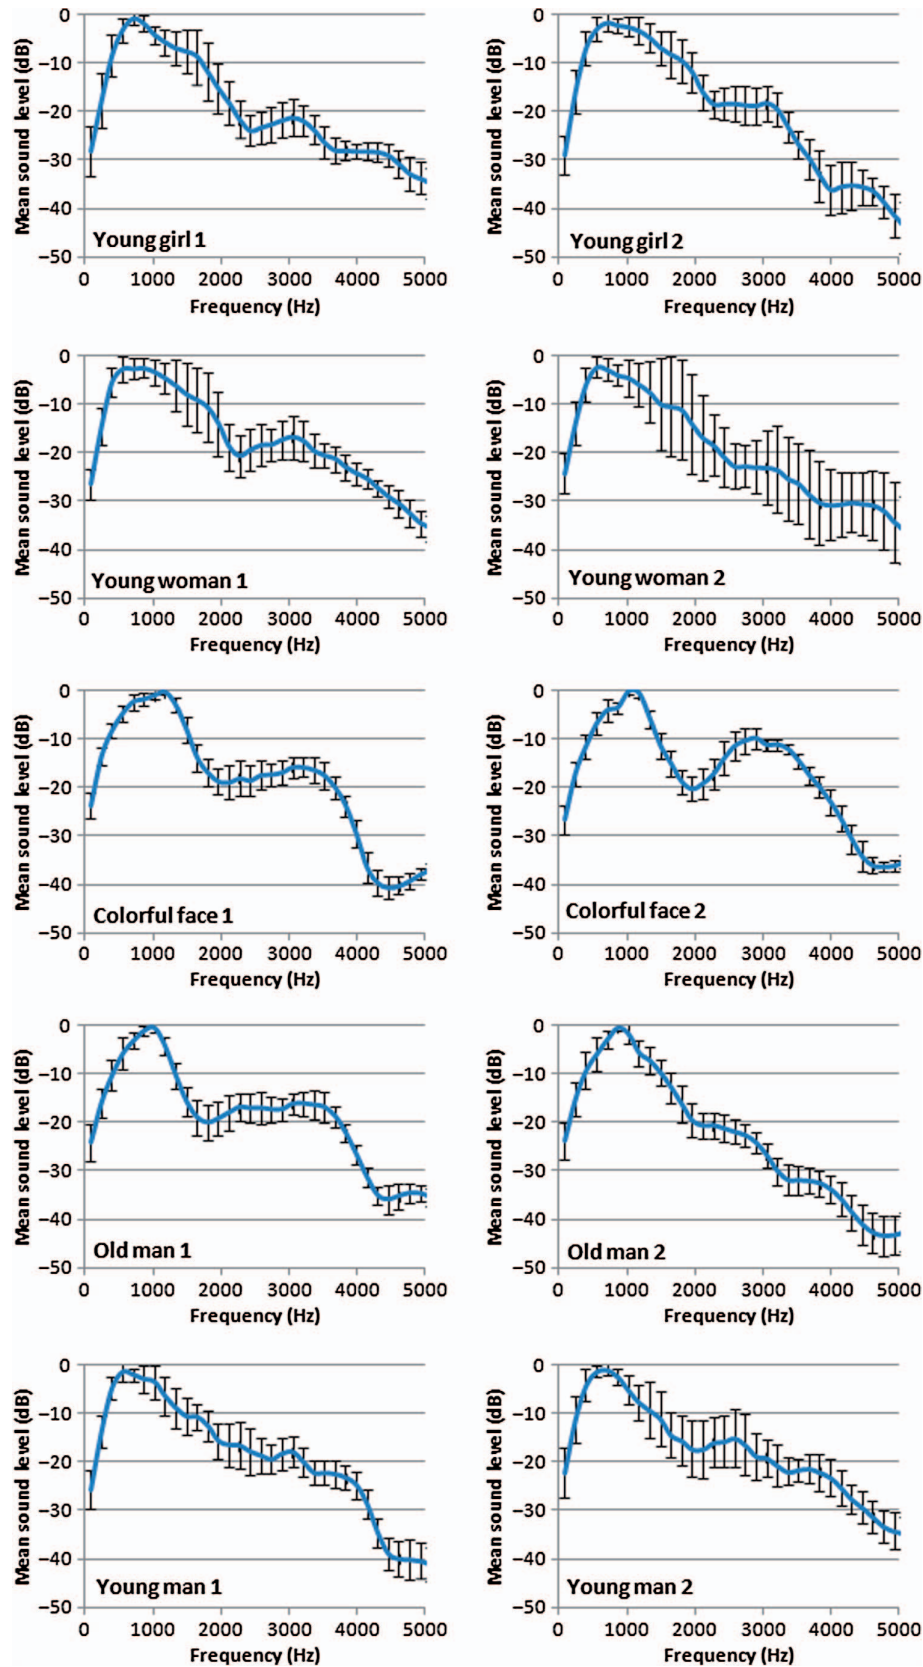 Mean sound level (dB)
0
−10
−20
−30
−40
−50
Young girl 1
0 1000 2000 3000 4000 5000
Frequency (Hz)
Mean sound level (dB)
0
−10
−20
−30
−40
−50
Young girl 2
0 1000 2000 3000 4000 5000
Frequency (Hz)
Mean sound level (dB)
0
−10
−20
−30
−40
−50
Young woman 1
0 1000 2000 3000 4000 5000
Frequency (Hz)
Mean sound level (dB)
0
−10
−20
−30
−40
−50
Young woman 2
0 1000 2000 3000 4000 5000
Frequency (Hz)
Mean sound level (dB)
0
−10
−20
−30
−40
−50
Colorful face 1
0 1000 2000 3000 4000 5000
Frequency (Hz)
Mean sound level (dB)
0
−10
−20
−30
−40
−50
Colorful face 2
0 1000 2000 3000 4000 5000
Frequency (Hz)
Mean sound level (dB)
0
−10
−20
−30
−40
−50
Old man 1
0 1000 2000 3000 4000 5000
Frequency (Hz)
Mean sound level (dB)
0
−10
−20
−30
−40
−50
Old man 2
0 1000 2000 3000 4000 5000
Frequency (Hz)
Mean sound level (dB)
0
−10
−20
−30
−40
−50
Young man 1
0 1000 2000 3000 4000 5000
Frequency (Hz)
Mean sound level (dB)
0
−10
−20
−30
−40
−50
Young man 2
0 1000 2000 3000 4000 5000
Frequency (Hz)